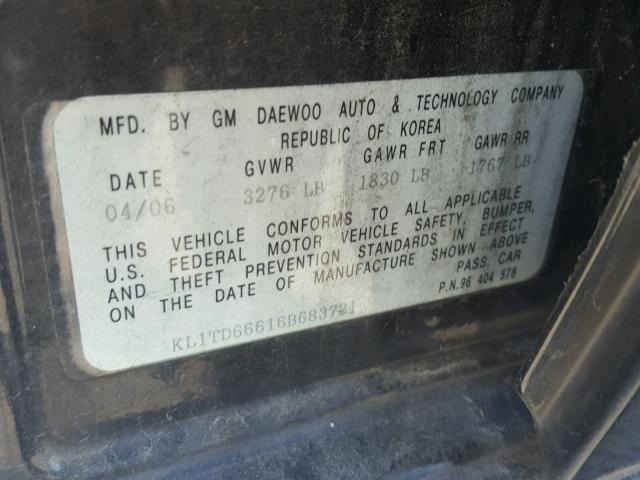 MFD. BY GM DAEWOO AUTO & TECHNOLOGY COMPANY
REPUBLIC OF KOREA
DATE GVWR GAWR FRT GAWR RR
04/06 3276 LB 1830 LB 1767 LB
THIS VEHICLE CONFORMS TO ALL APPLICABLE
U.S. FEDERAL MOTOR VEHICLE SAFETY, BUMPER,
AND THEFT PREVENTION STANDARDS IN EFFECT
ON THE DATE OF MANUFACTURE SHOWN ABOVE
PASS. CAR
P.N.96 404 578
KL1TD66616B683721